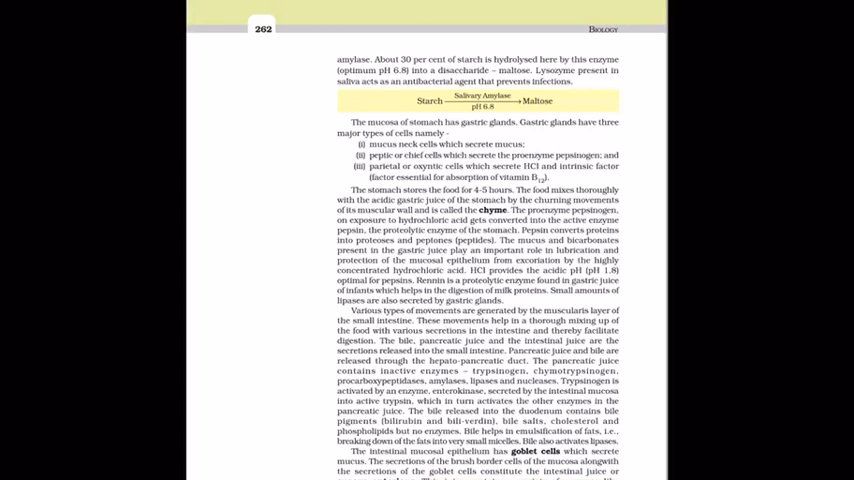 262
BIOLOGY
amylase. About 30 per cent of starch is hydrolysed here by this enzyme
(optimum pH 6.8) into a disaccharide – maltose. Lysozyme present in
saliva acts as an antibacterial agent that prevents infections.
Starch Salivary Amylase pH 6.8 → Maltose
The mucosa of stomach has gastric glands. Gastric glands have three
major types of cells namely -
(i) mucus neck cells which secrete mucus;
(ii) peptic or chief cells which secrete the proenzyme pepsinogen; and
(iii) parietal or oxyntic cells which secrete HCl and intrinsic factor
(factor essential for absorption of vitamin B12).
The stomach stores the food for 4-5 hours. The food mixes thoroughly
with the acidic gastric juice of the stomach by the churning movements
of its muscular wall and is called the chyme. The proenzyme pepsinogen,
on exposure to hydrochloric acid gets converted into the active enzyme
pepsin, the proteolytic enzyme of the stomach. Pepsin converts proteins
into proteoses and peptones (peptides). The mucus and bicarbonates
present in the gastric juice play an important role in lubrication and
protection of the mucosal epithelium from excoriation by the highly
concentrated hydrochloric acid. HCl provides the acidic pH (pH 1.8)
optimal for pepsins. Rennin is a proteolytic enzyme found in gastric juice
of infants which helps in the digestion of milk proteins. Small amounts of
lipases are also secreted by gastric glands.
Various types of movements are generated by the muscularis layer of
the small intestine. These movements help in a thorough mixing up of
the food with various secretions in the intestine and thereby facilitate
digestion. The bile, pancreatic juice and the intestinal juice are the
secretions released into the small intestine. Pancreatic juice and bile are
released through the hepato-pancreatic duct. The pancreatic juice
contains inactive enzymes – trypsinogen, chymotrypsinogen,
procarboxypeptidases, amylases, lipases and nucleases. Trypsinogen is
activated by an enzyme, enterokinase, secreted by the intestinal mucosa
into active trypsin, which in turn activates the other enzymes in the
pancreatic juice. The bile released into the duodenum contains bile
pigments (bilirubin and bili-verdin), bile salts, cholesterol and
phospholipids but no enzymes. Bile helps in emulsification of fats, i.e.,
breaking down of the fats into very small micelles. Bile also activates lipases.
The intestinal mucosal epithelium has goblet cells which secrete
mucus. The secretions of the brush border cells of the mucosa alongwith
the secretions of the goblet cells constitute the intestinal juice or